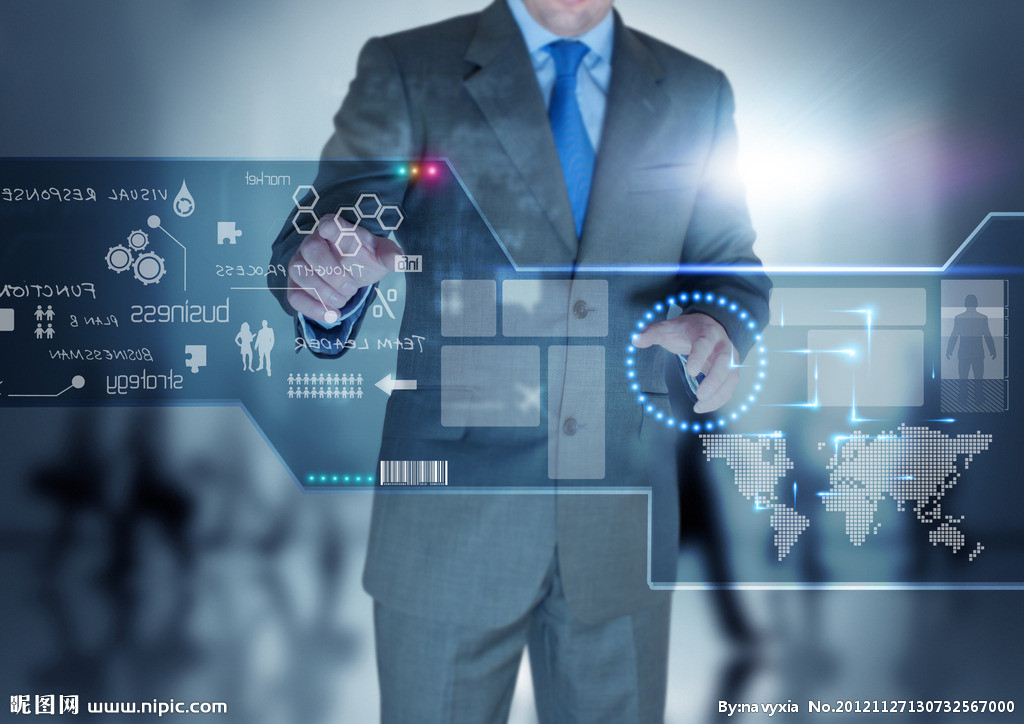 market
VISUAL RESPONSE
THOUGHT PROCESS
Info
FUNCTION
business
PLAN B
%
TEAM LEADER
BUSINESSMAN
strategy
昵图网 www.nipic.com
By:navyxia No.20121127130732567000